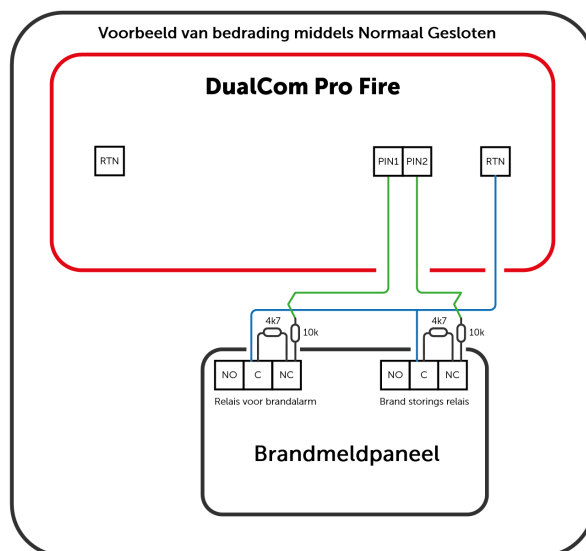 Voorbeeld van bedrading middels Normaal Gesloten
DualCom Pro Fire
RTN PIN1 PIN2 RTN
4k7 10k 4k7 10k
NO C NC NO C NC
Relais voor brandalarm Brand storings relais
Brandmeldpaneel